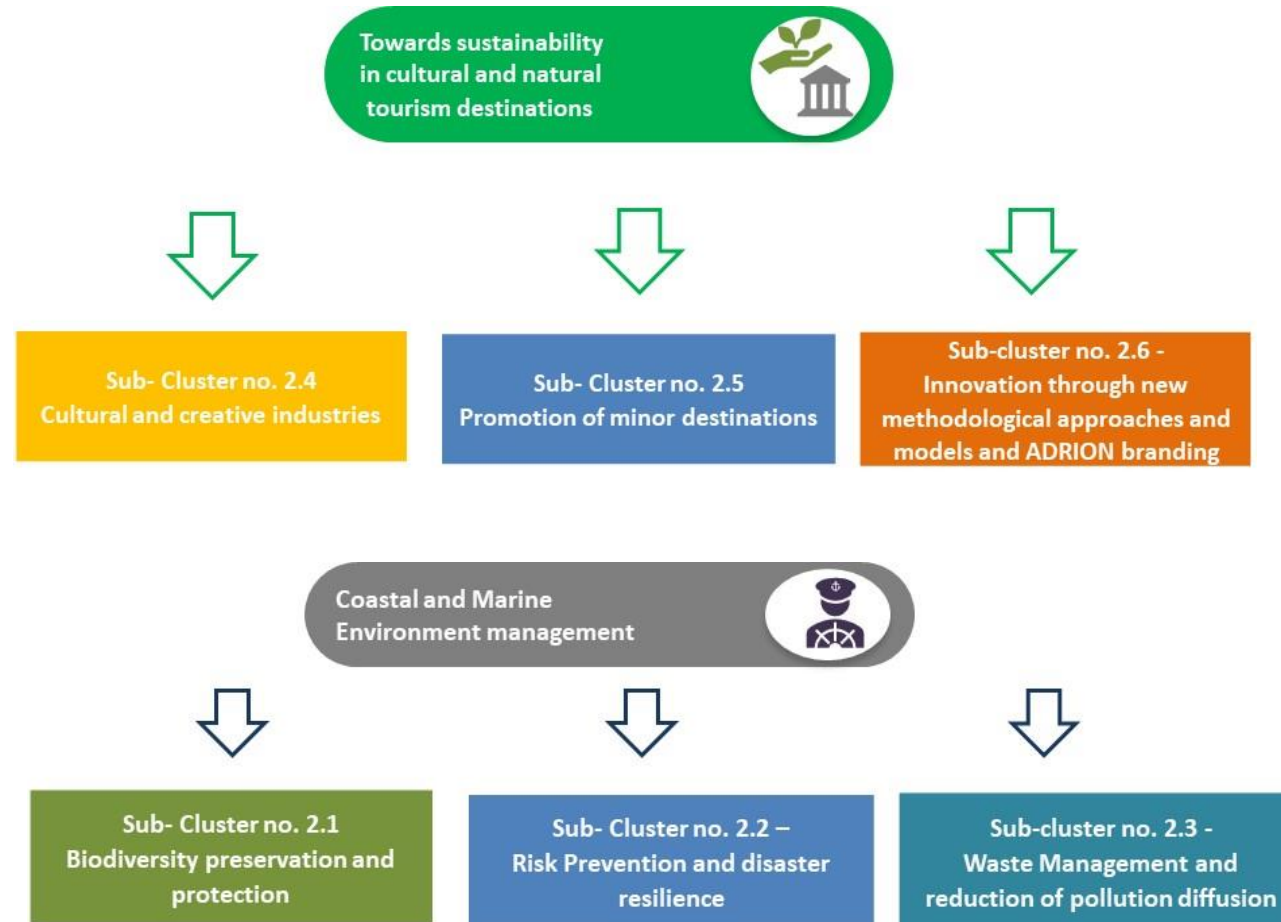 Towards sustainability
in cultural and natural
tourism destinations
Sub- Cluster no. 2.4
Cultural and creative industries
Sub- Cluster no. 2.5
Promotion of minor destinations
Sub-cluster no. 2.6 -
Innovation through new
methodological approaches and
models and ADRION branding
Coastal and Marine
Environment management
Sub- Cluster no. 2.1
Biodiversity preservation and
protection
Sub- Cluster no. 2.2 –
Risk Prevention and disaster
resilience
Sub-cluster no. 2.3 -
Waste Management and
reduction of pollution diffusion